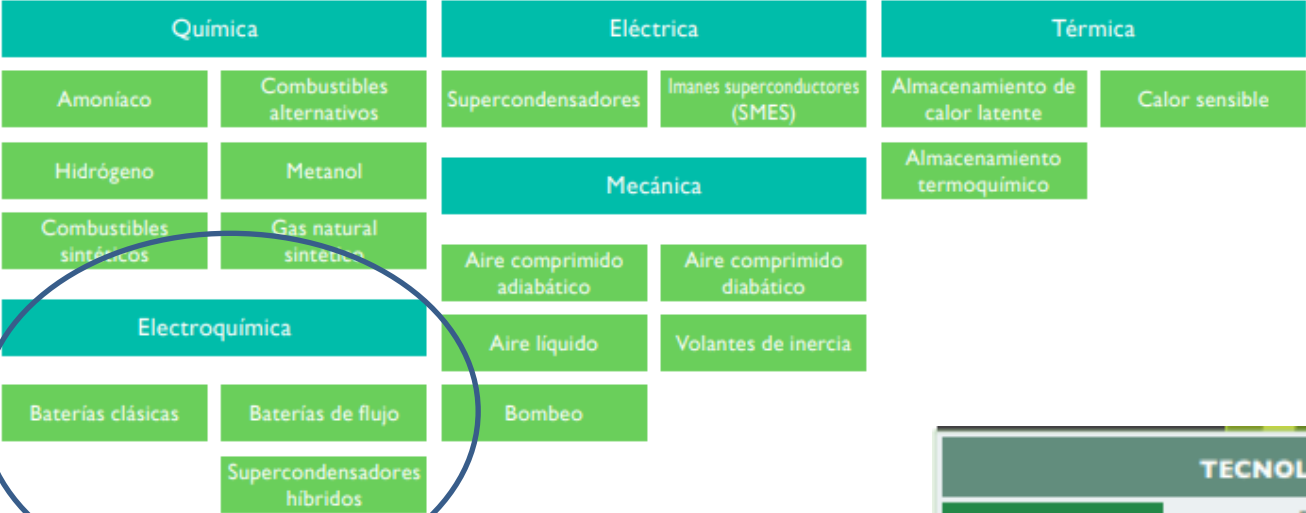 Química
Amoníaco
Combustibles
alternativos
Hidrógeno
Metanol
Combustibles
sintéticos
Gas natural
sintético
Electroquímica
Baterías clásicas
Baterías de flujo
Supercondensadores
híbridos
Eléctrica
Supercondensadores
Imanes superconductores
(SMES)
Mecánica
Aire comprimido
adiabático
Aire comprimido
diabático
Aire líquido
Volantes de inercia
Bombeo
Térmica
Almacenamiento de
calor latente
Calor sensible
Almacenamiento
termoquímico
TECNOL